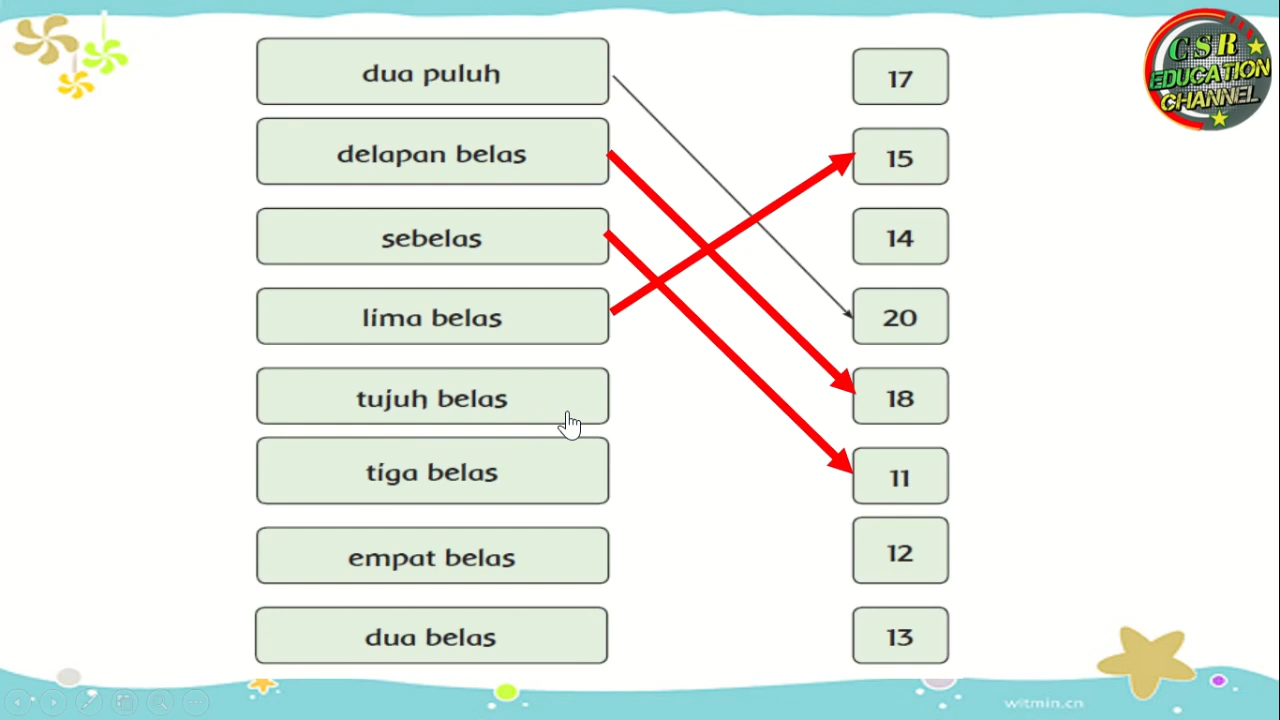 dua puluh
17
delapan belas
15
sebelas
14
lima belas
20
tujuh belas
18
tiga belas
11
empat belas
12
dua belas
13
CSR
EDUCATION
CHANNEL
witmin.cn